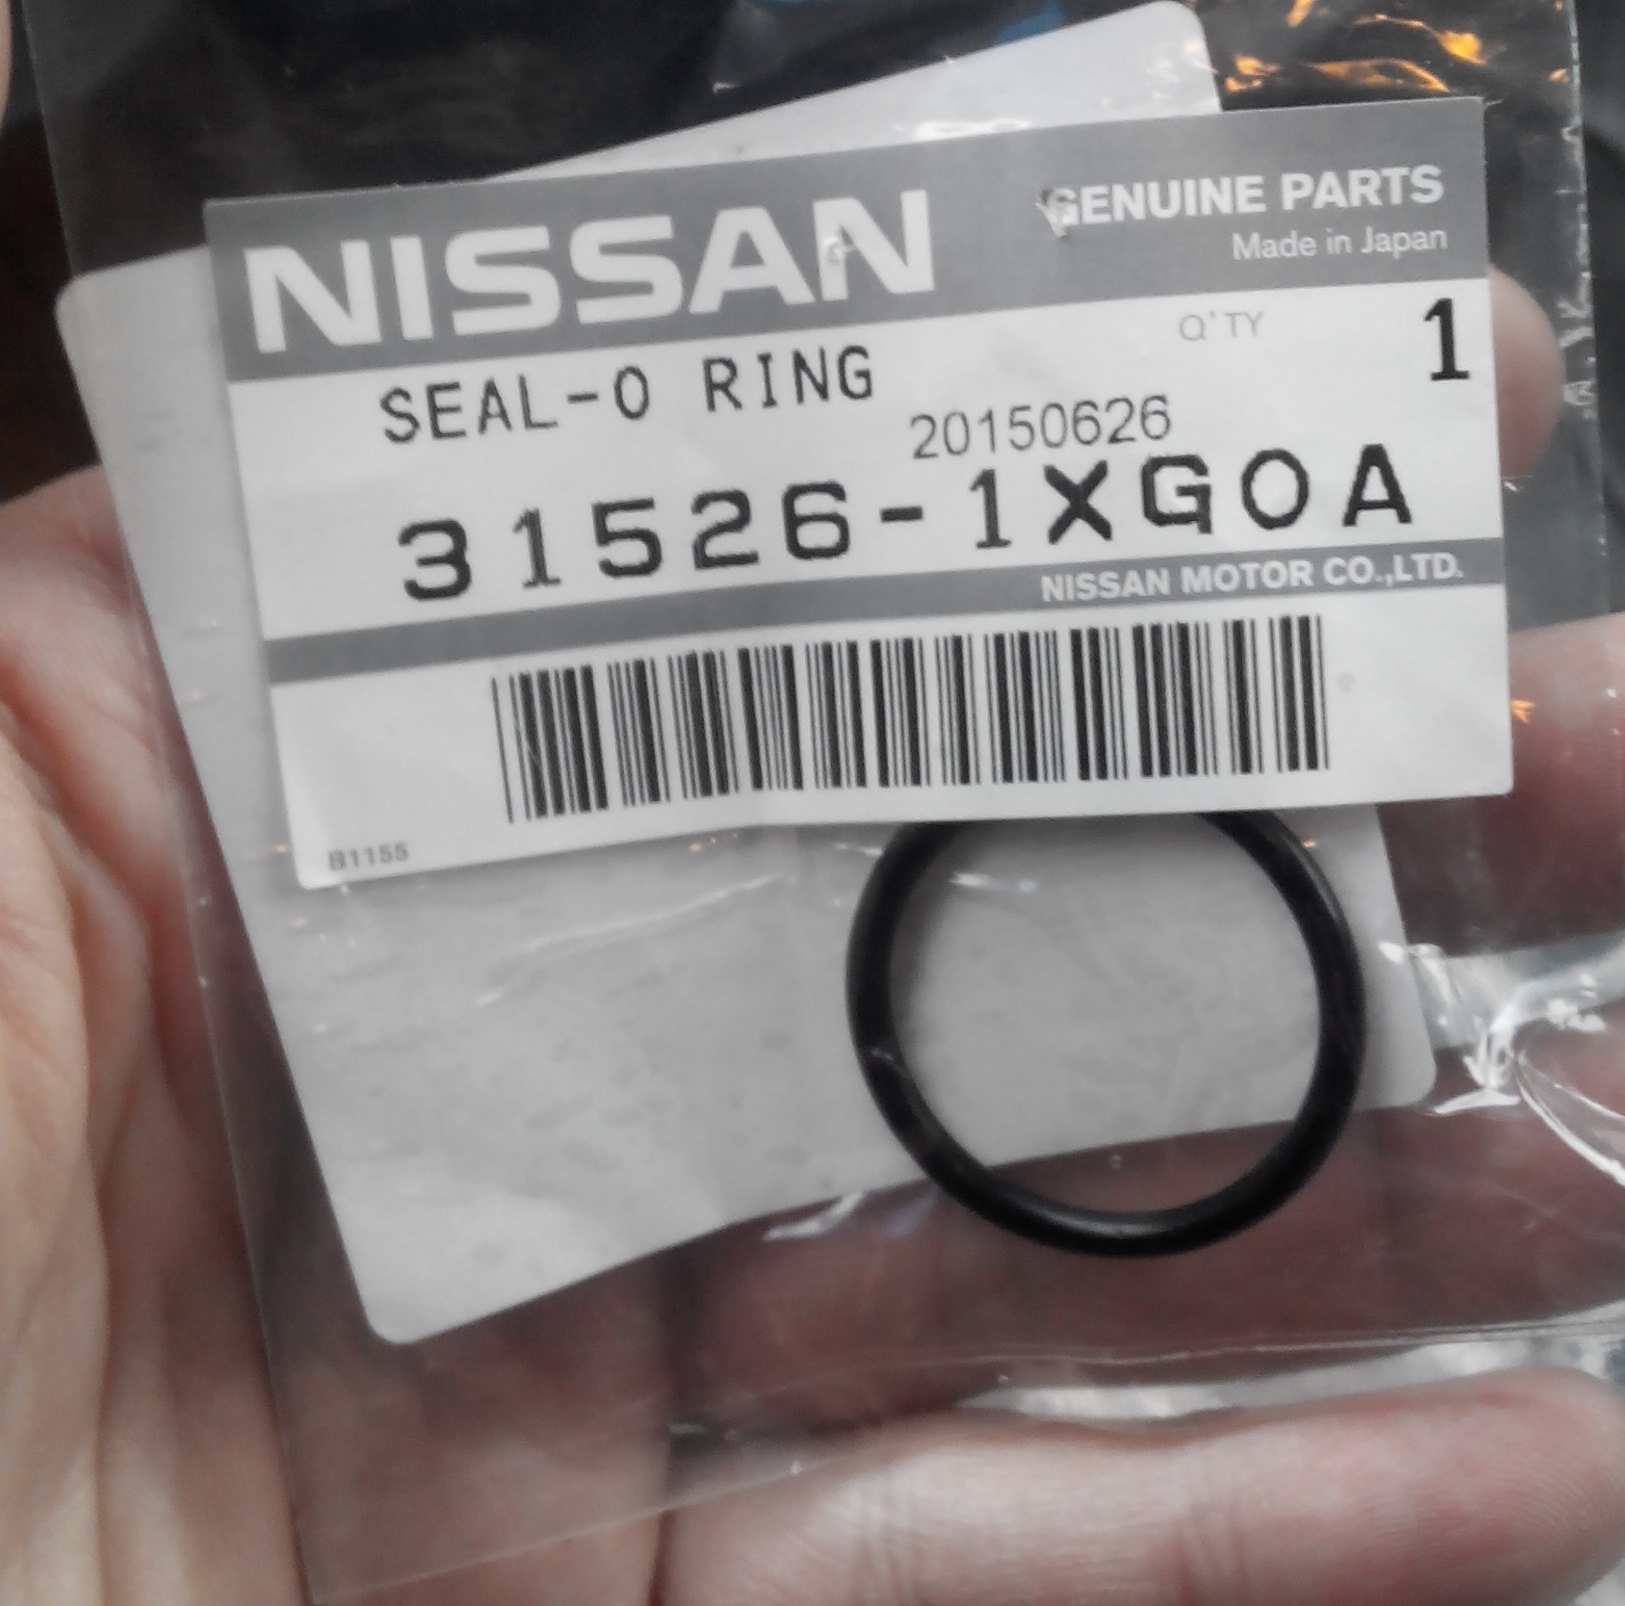 NISSAN
GENUINE PARTS
Made in Japan
SEAL-O RING
Q'TY 1
20150626
31526-1XG0A
NISSAN MOTOR CO.,LTD.
B1155